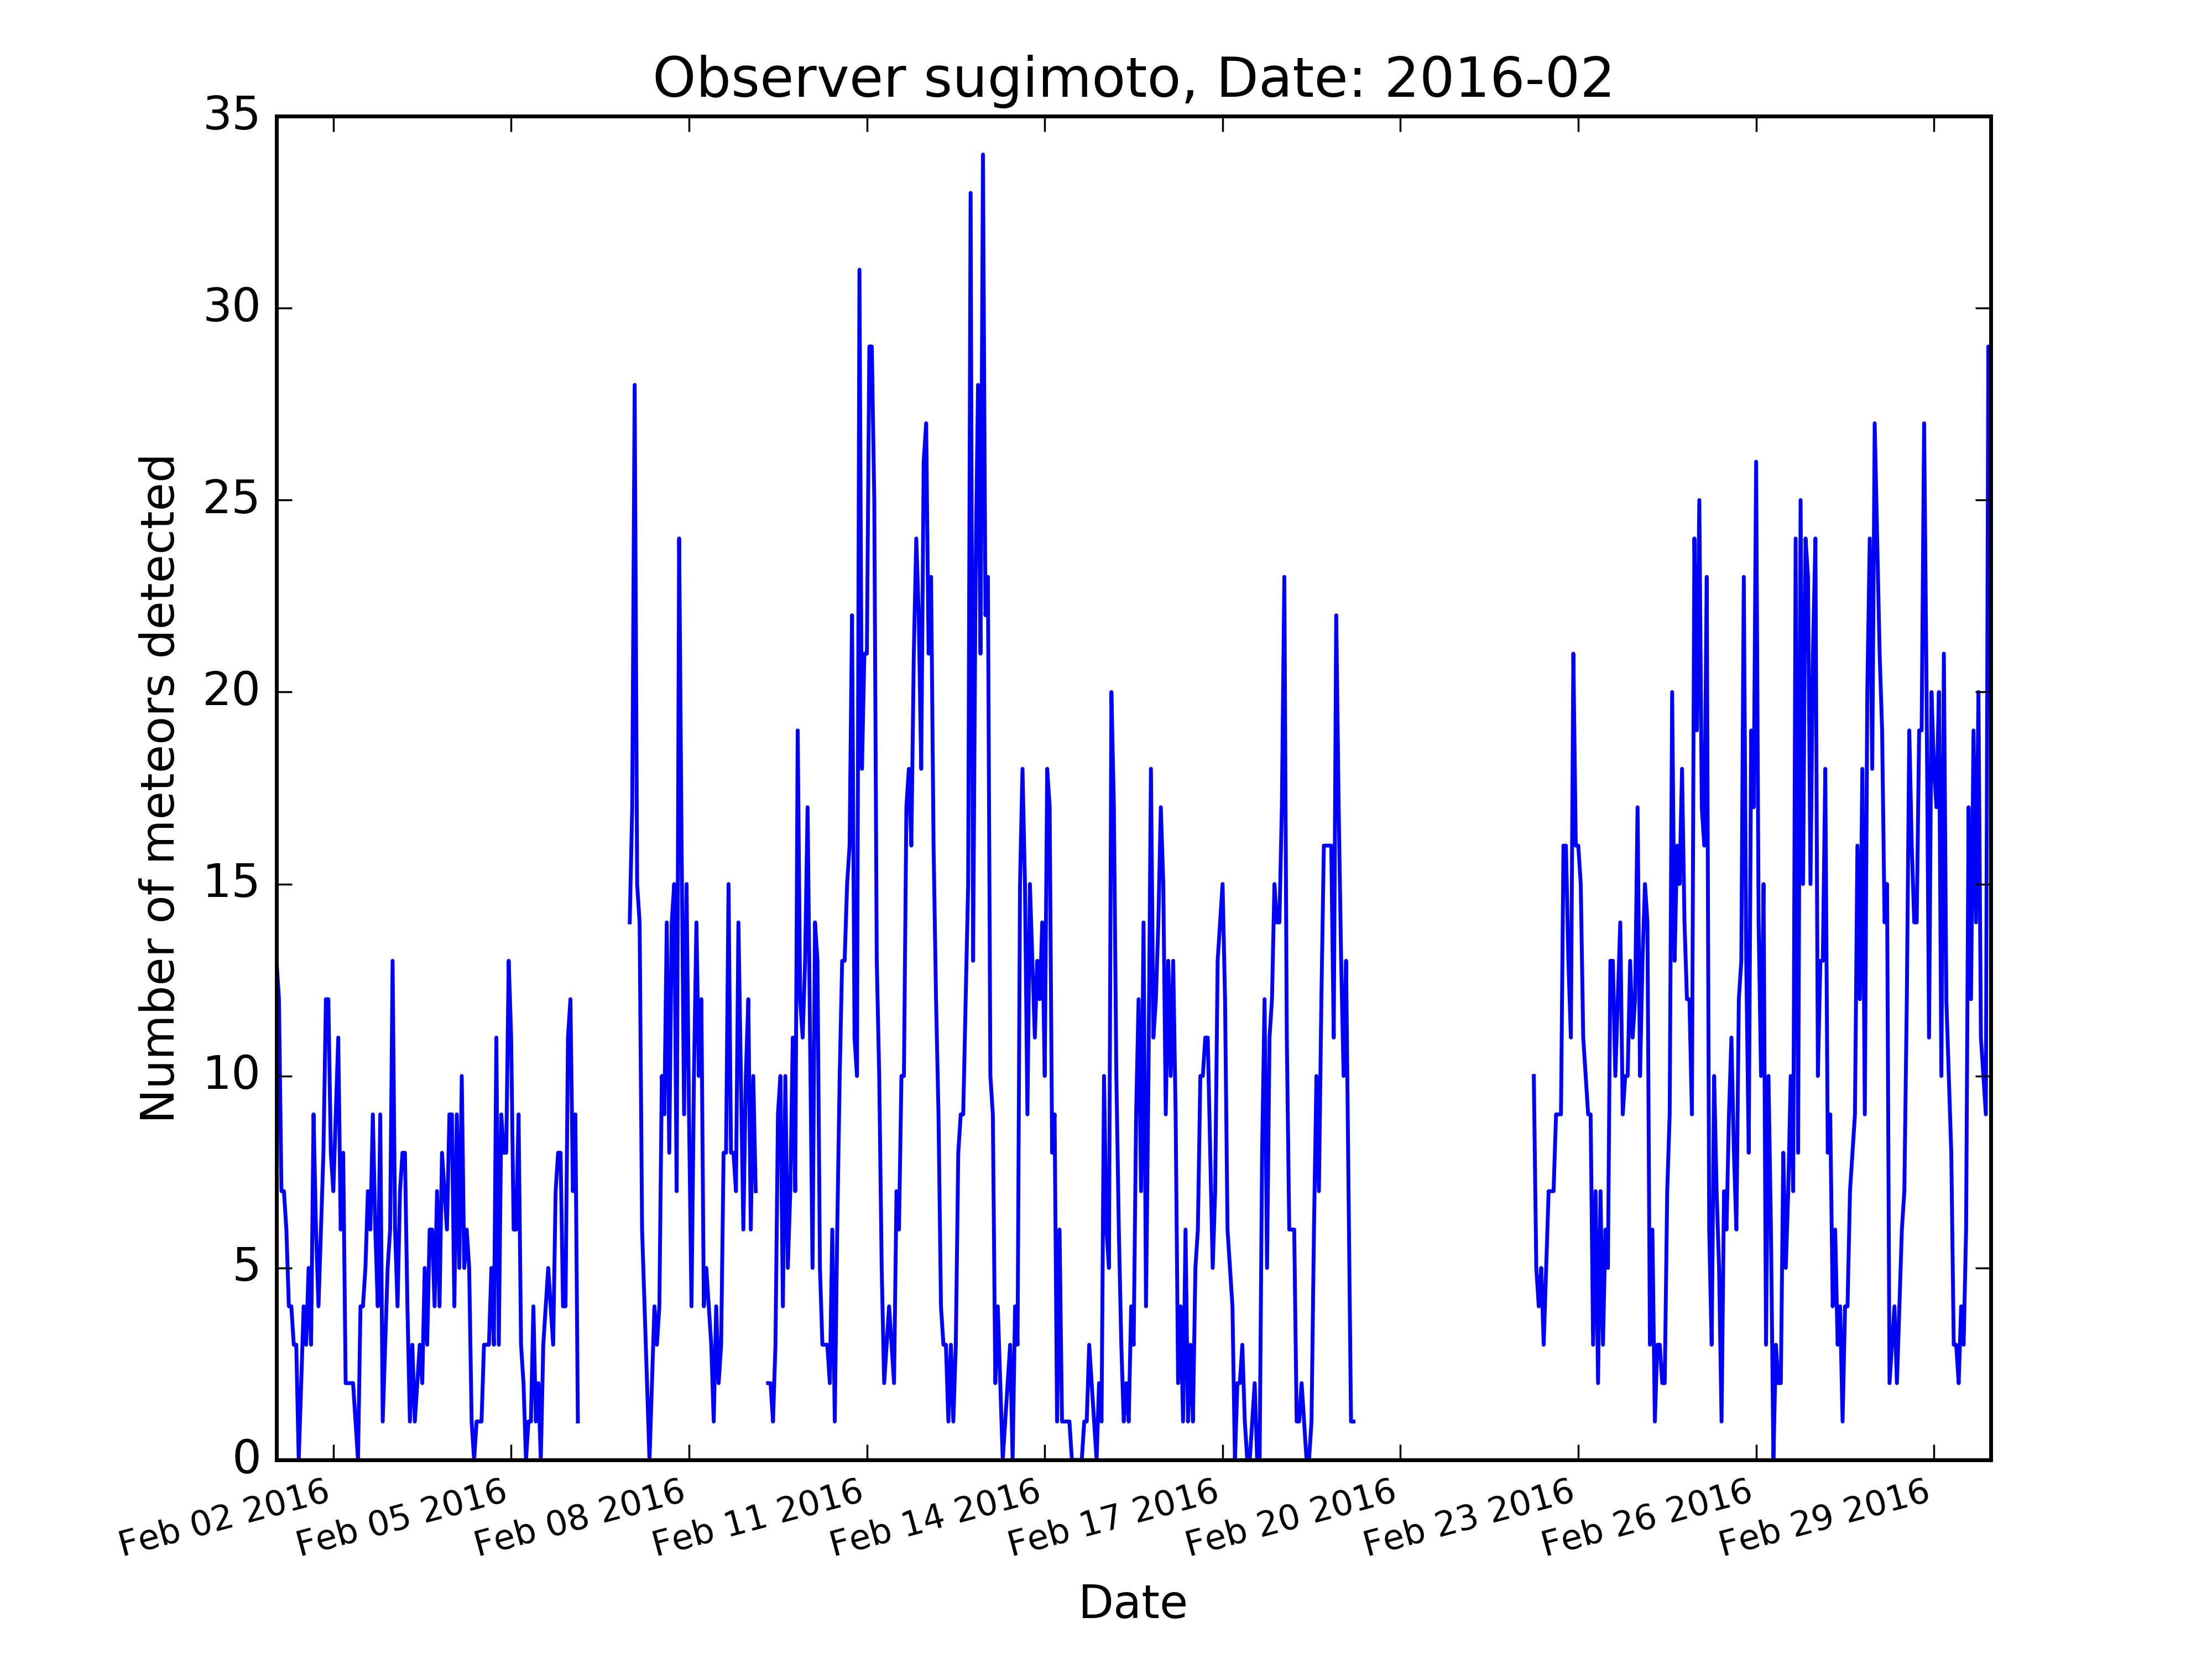 Observer sugimoto, Date: 2016-02
35
30
25
20
15
10
5
0
Number of meteors detected
Feb 02 2016
Feb 05 2016
Feb 08 2016
Feb 11 2016
Feb 14 2016
Feb 17 2016
Feb 20 2016
Feb 23 2016
Feb 26 2016
Feb 29 2016
Date